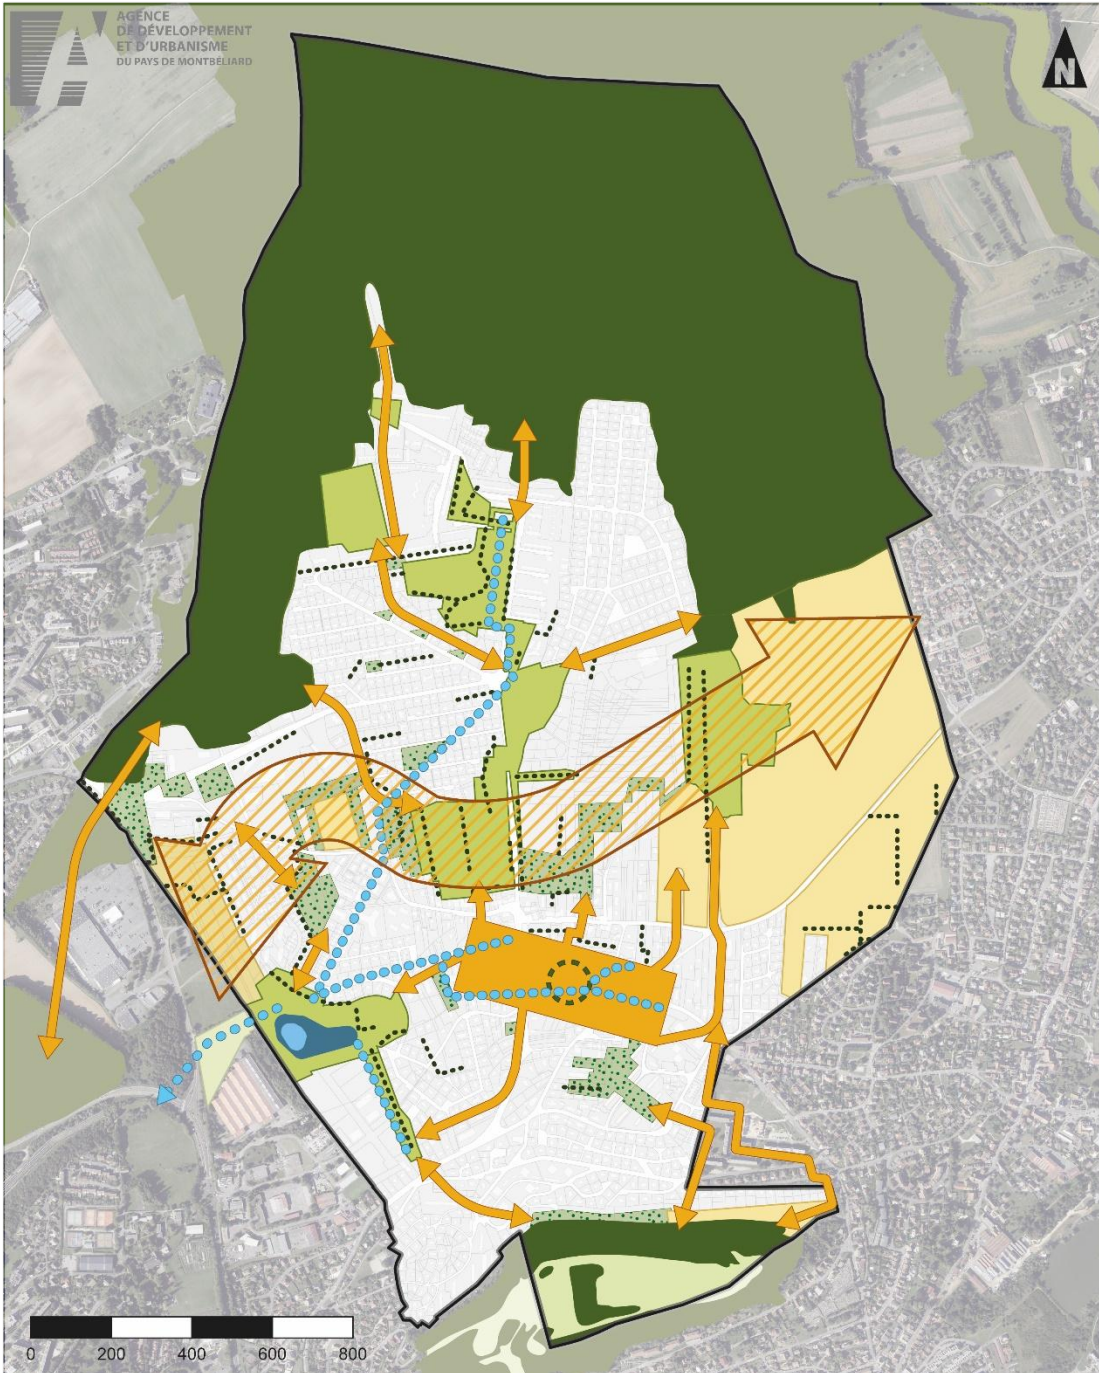 AGENCE
DE DÉVELOPPEMENT
ET D'URBANISME
DU PAYS DE MONTBÉLIARD
N
0 200 400 600 800